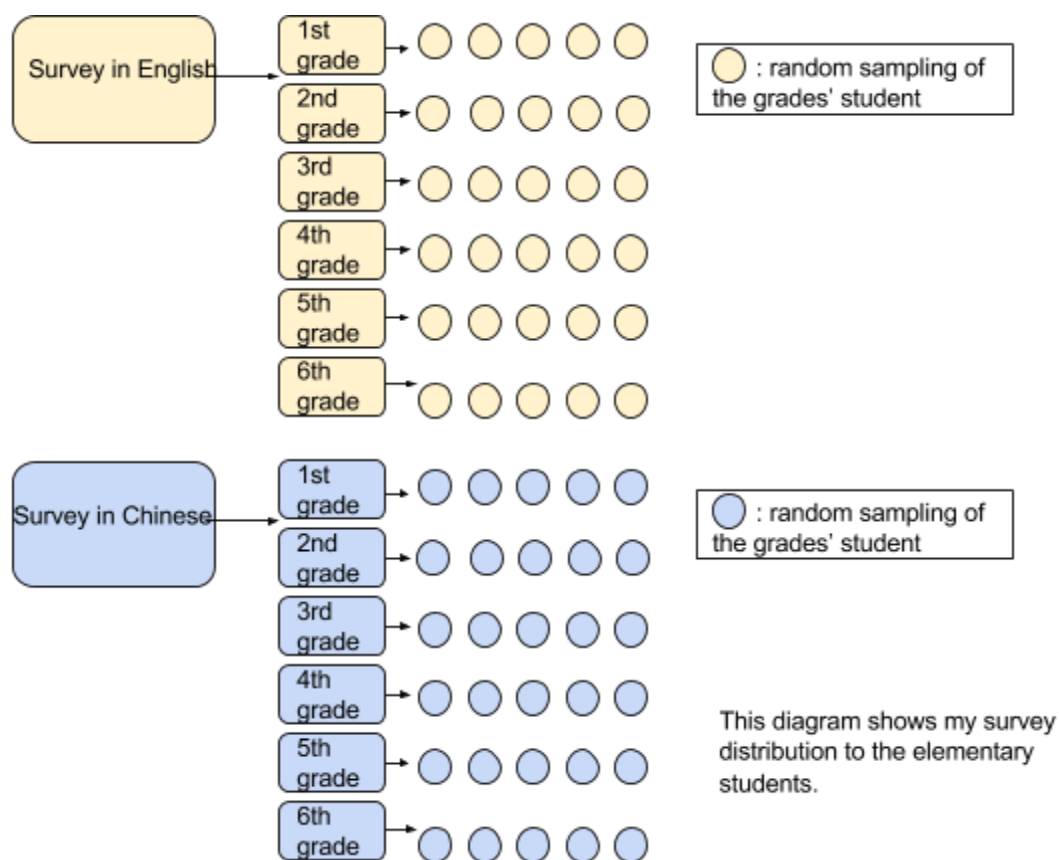 Survey in English
1st
grade
2nd
grade
3rd
grade
4th
grade
5th
grade
6th
grade
: random sampling of
the grades' student
Survey in Chinese
1st
grade
2nd
grade
3rd
grade
4th
grade
5th
grade
6th
grade
: random sampling of
the grades' student
This diagram shows my survey
distribution to the elementary
students.